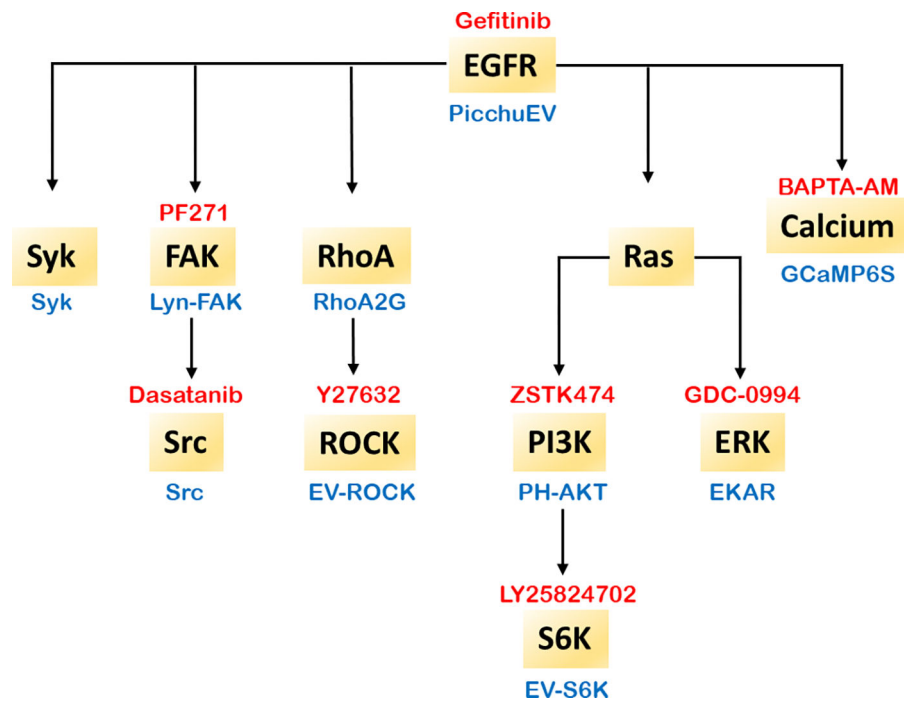 Gefitinib
EGFR
PicchuEV
Syk
Syk
PF271
FAK
Lyn-FAK
RhoA
RhoA2G
Ras
BAPTA-AM
Calcium
GCaMP6S
Dasatanib
Src
Src
Y27632
ROCK
EV-ROCK
ZSTK474
PI3K
PH-AKT
GDC-0994
ERK
EKAR
LY25824702
S6K
EV-S6K